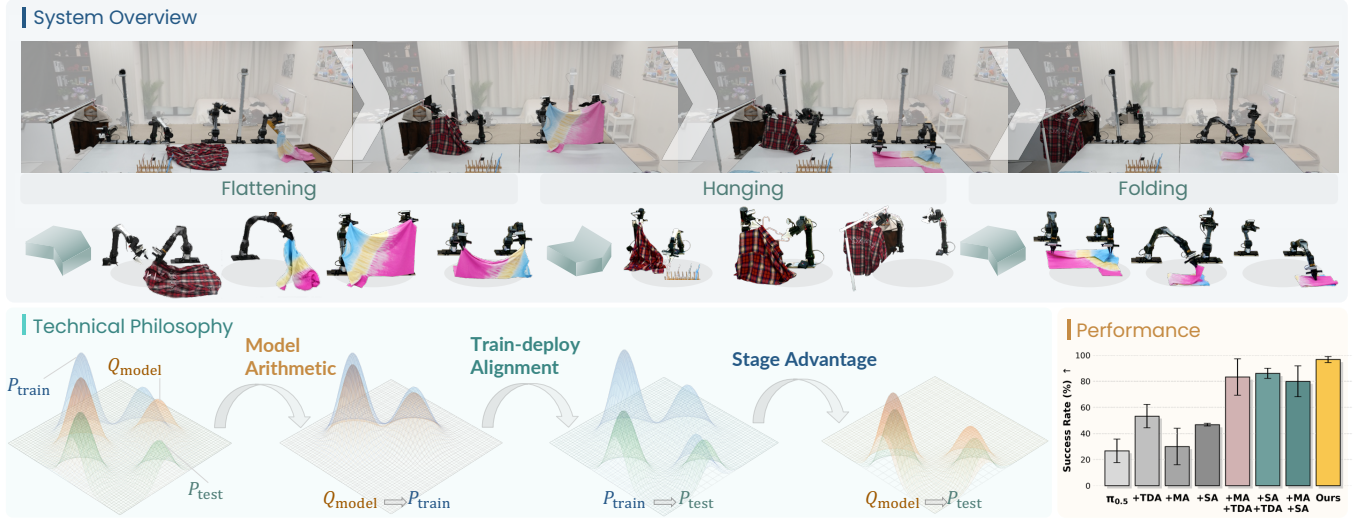 System Overview
Flattening
Hanging
Folding
Technical Philosophy
P_train
Q_model
P_test
Model
Arithmetic
Q_model ⇨ P_train
Train-deploy
Alignment
P_train ⇨ P_test
Stage Advantage
Q_model ⇨ P_test
Performance
Success Rate (%) ↑
100
80
60
40
20
0
π0.5 +TDA +MA +SA +MA +SA +MA Ours
+TDA +TDA +SA